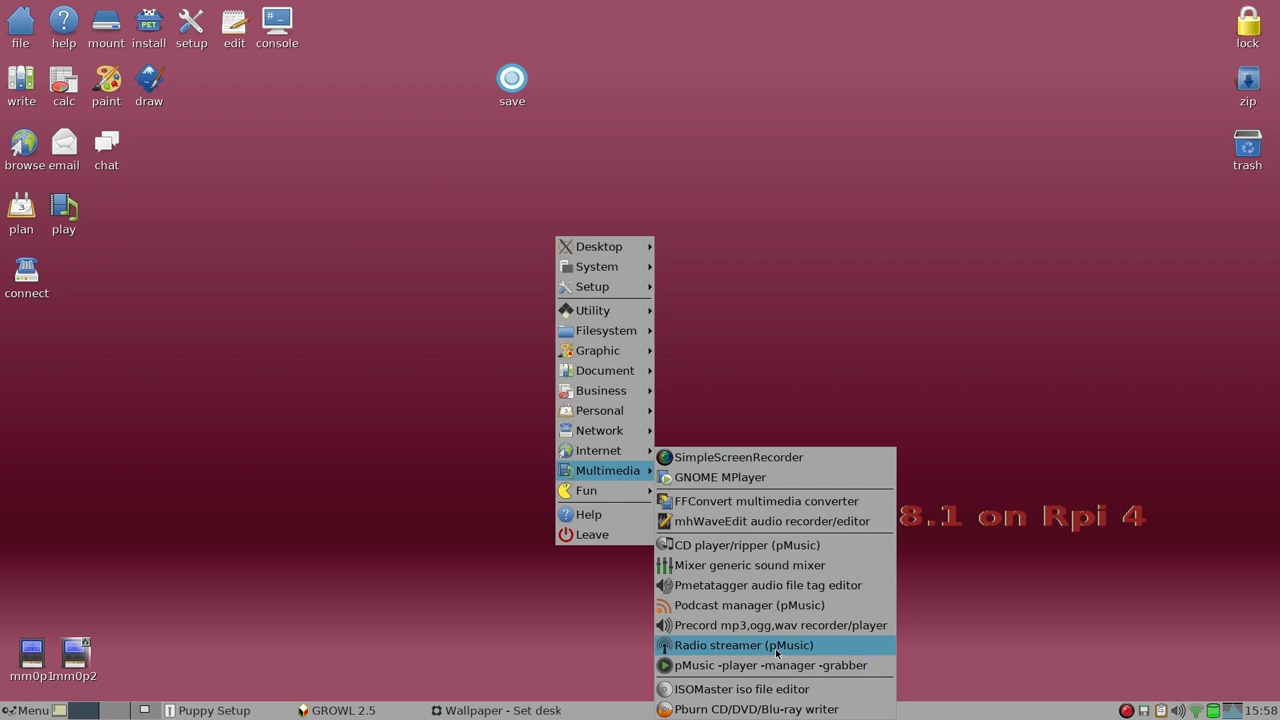 file help mount install setup edit console lock
write calc paint draw save zip
browse email chat trash
plan play
connect
Desktop
System
Setup
Utility
Filesystem
Graphic
Document
Business
Personal
Network
Internet
Multimedia
Fun
Help
Leave
SimpleScreenRecorder
GNOME MPlayer
FFConvert multimedia converter
mhWaveEdit audio recorder/editor
CD player/ripper (pMusic)
Mixer generic sound mixer
Pmetatagger audio file tag editor
Podcast manager (pMusic)
Precord mp3,ogg,wav recorder/player
Radio streamer (pMusic)
pMusic -player -manager -grabber
ISOMaster iso file editor
Pburn CD/DVD/Blu-ray writer
8.1 on Rpi 4
mm0p1 mm0p2
Menu Puppy Setup GROWL 2.5 Wallpaper - Set desk 15:58